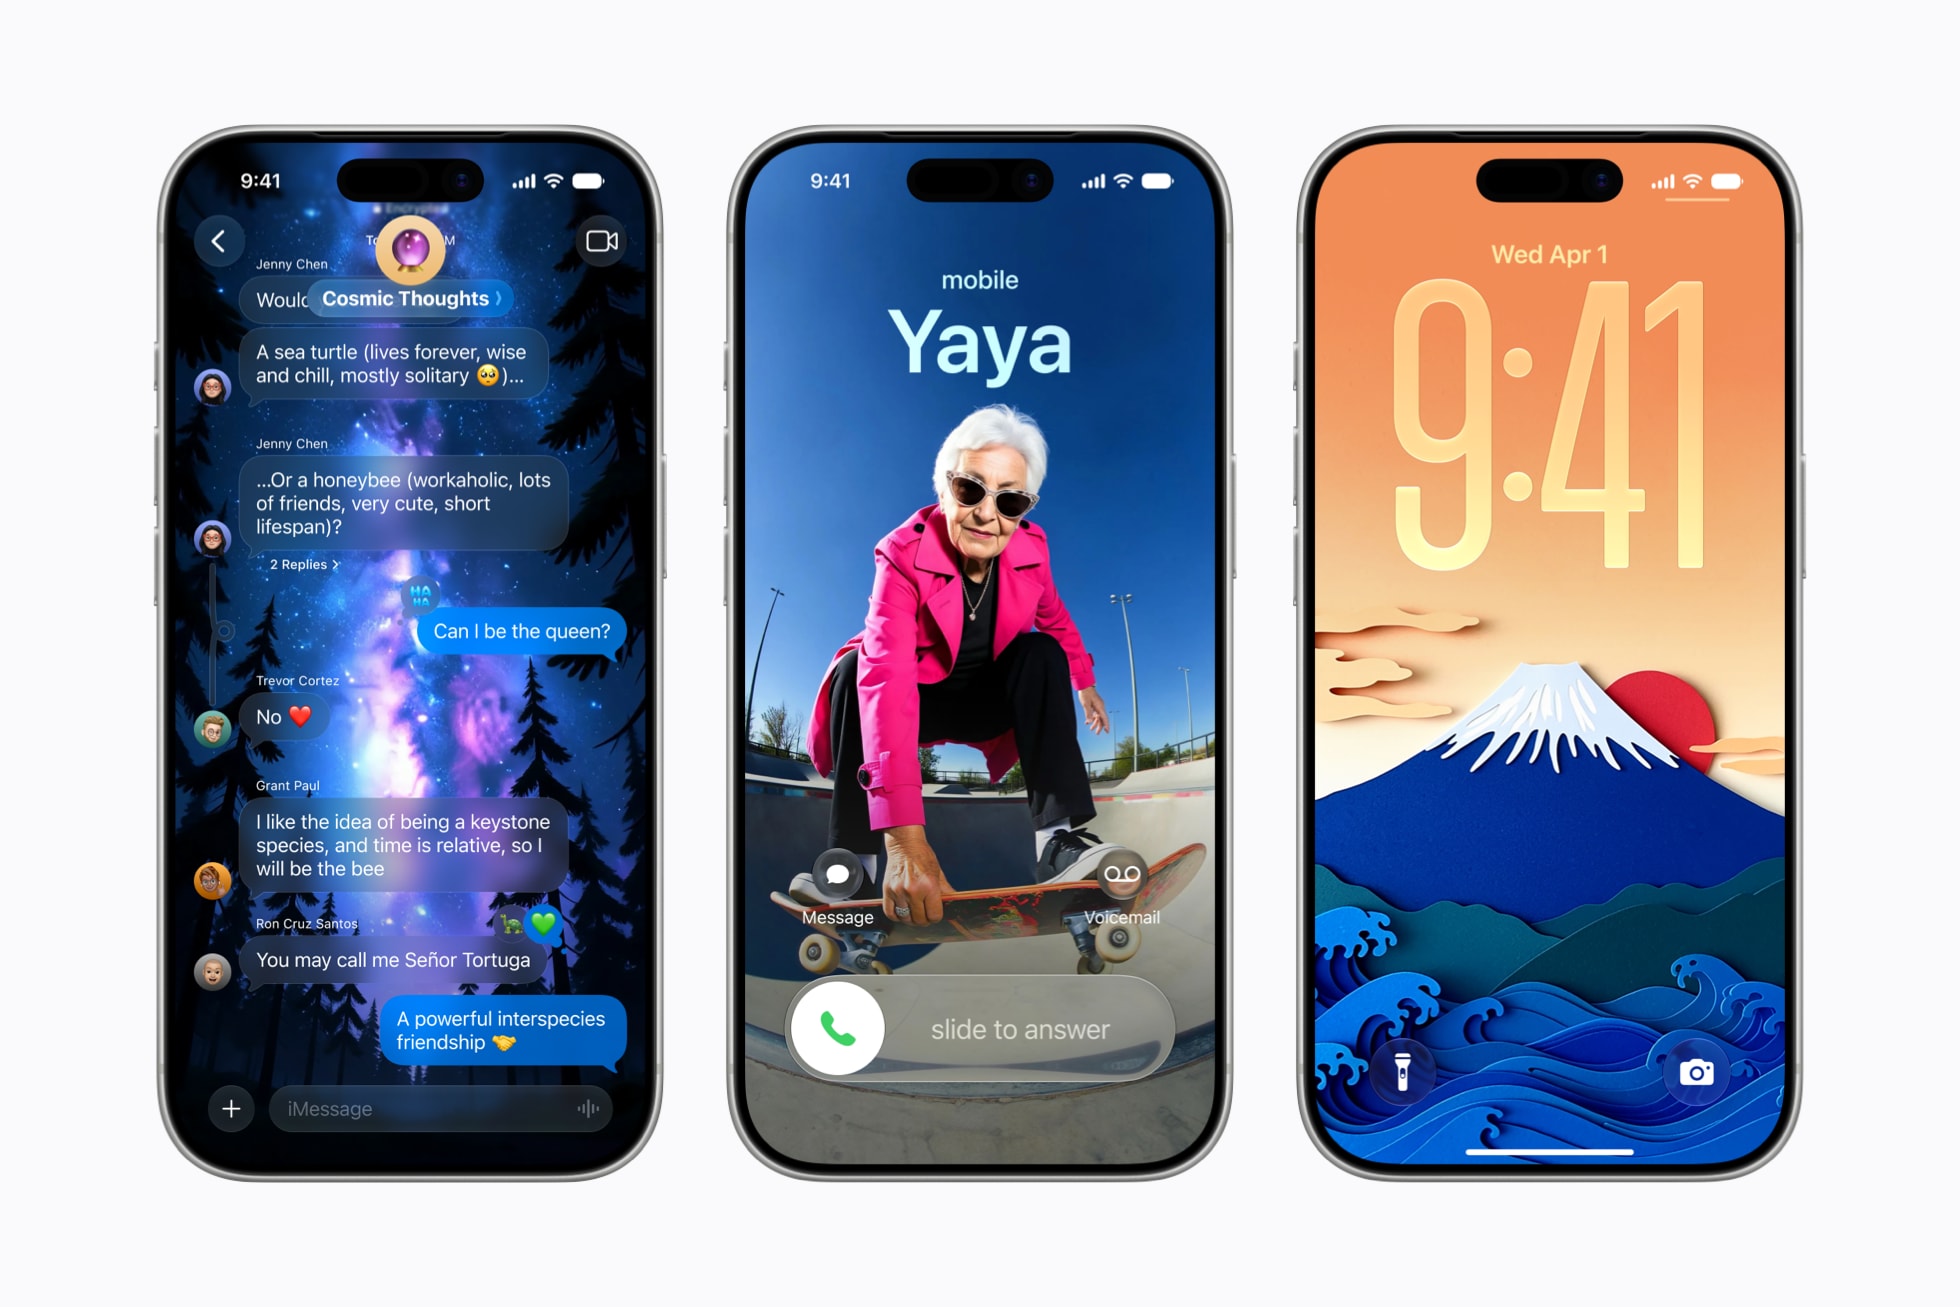 9:41
Jenny Chen
Cosmic Thoughts
A sea turtle (lives forever, wise
and chill, mostly solitary 🥺)...
Jenny Chen
...Or a honeybee (workaholic, lots
of friends, very cute, short
lifespan)?
2 Replies
HA
HA
Can I be the queen?
Trevor Cortez
No ❤️
Grant Paul
I like the idea of being a keystone
species, and time is relative, so I
will be the bee
Ron Cruz Santos
You may call me Señor Tortuga
A powerful interspecies
friendship 🤝
iMessage
9:41
mobile
Yaya
Message
Voicemail
slide to answer
Wed Apr 1
9:41